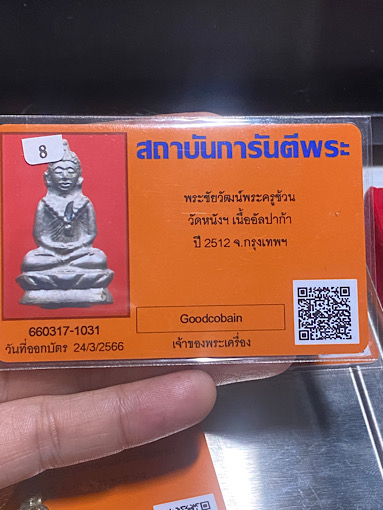 8
สถาบันการันตีพระ
พระชัยวัฒน์พระครูช้วน
วัดหนังฯ เนื้ออัลปาก้า
ปี 2512 จ.กรุงเทพฯ
Goodcobain
660317-1031
วันที่ออกบัตร 24/3/2566
เจ้าของพระเครื่อง